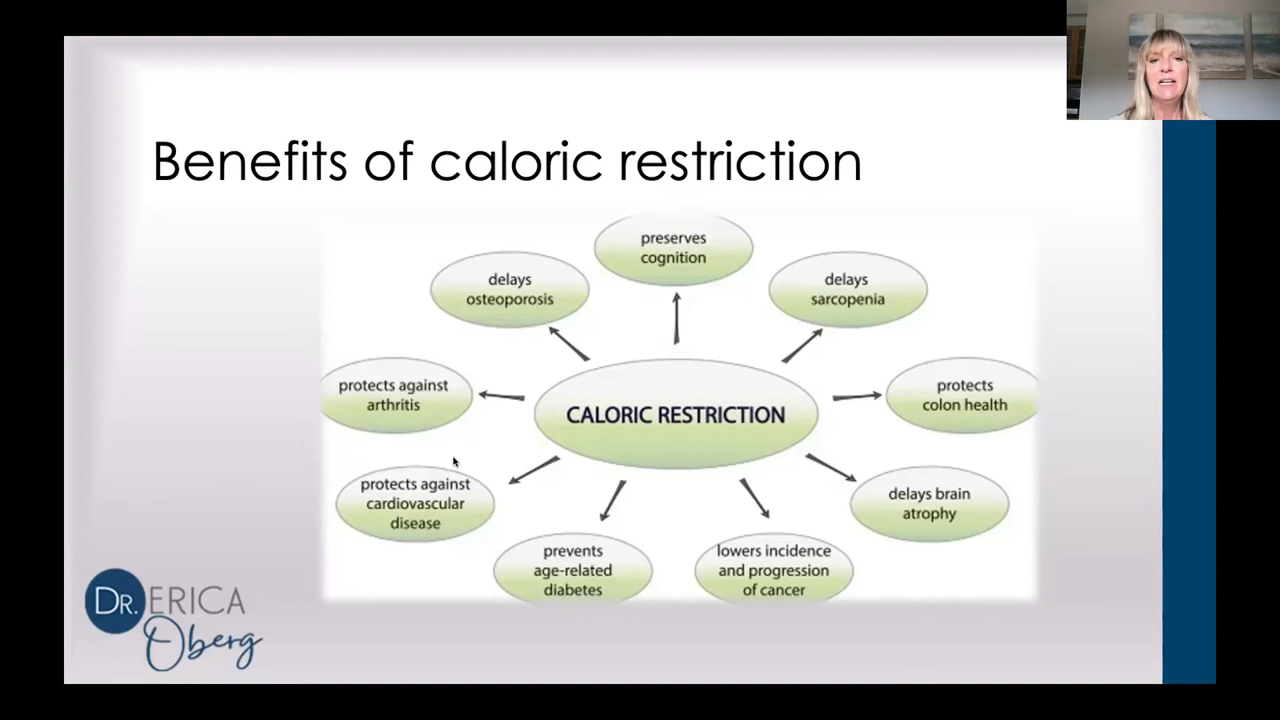 Benefits of caloric restriction
preserves
cognition
delays
osteoporosis
delays
sarcopenia
protects against
arthritis
CALORIC RESTRICTION
protects
colon health
protects against
cardiovascular
disease
delays brain
atrophy
prevents
age-related
diabetes
lowers incidence
and progression
of cancer
DR. ERICA
Oberg